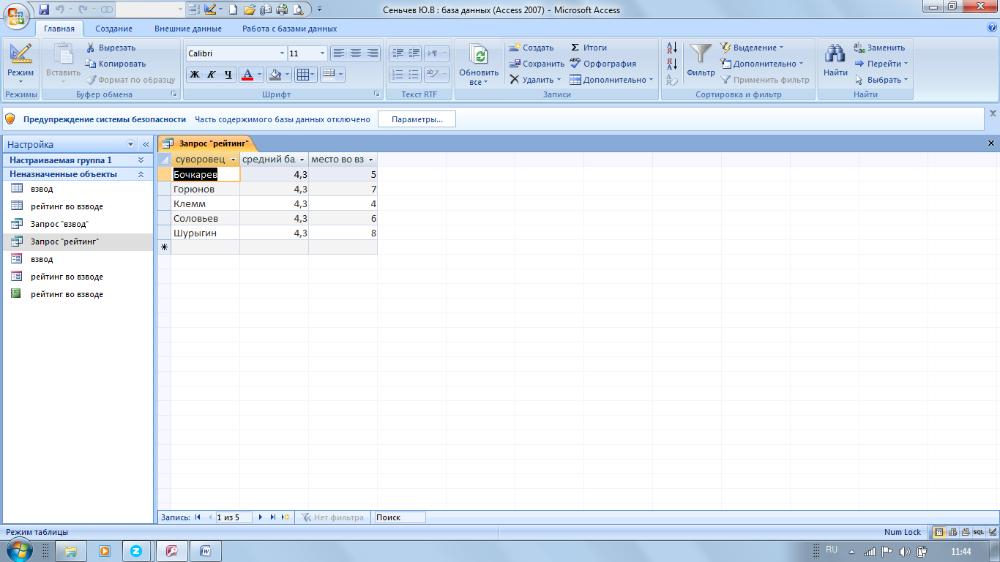 Сеньчев Ю.В : база данных (Access 2007) - Microsoft Access
Главная Создание Внешние данные Работа с базами данных
Режим
Режимы
Вставить
Вырезать
Копировать
Формат по образцу
Буфер обмена
Calibri 11
Ж К Ч А
Шрифт
Текст RTF
Обновить все
Создать
Сохранить
Удалить
Итоги
Орфография
Дополнительно
Записи
Фильтр
Выделение
Дополнительно
Применить фильтр
Сортировка и фильтр
Найти
Заменить
Перейти
Выбрать
Найти
Предупреждение системы безопасности Часть содержимого базы данных отключено Параметры...
Настройка
Настраиваемая группа 1
Неназначенные объекты
взвод
рейтинг во взводе
Запрос "взвод"
Запрос "рейтинг"
взвод
рейтинг во взводе
рейтинг во взводе
Запрос "рейтинг"
суворовец средний ба. место во вз
Бочкарев 4,3 5
Горюнов 4,3 7
Клемм 4,3 4
Соловьев 4,3 6
Шурыгин 4,3 8
Запись: 1 из 5 Нет фильтра Поиск
Режим таблицы Num Lock SQL
RU 11:44